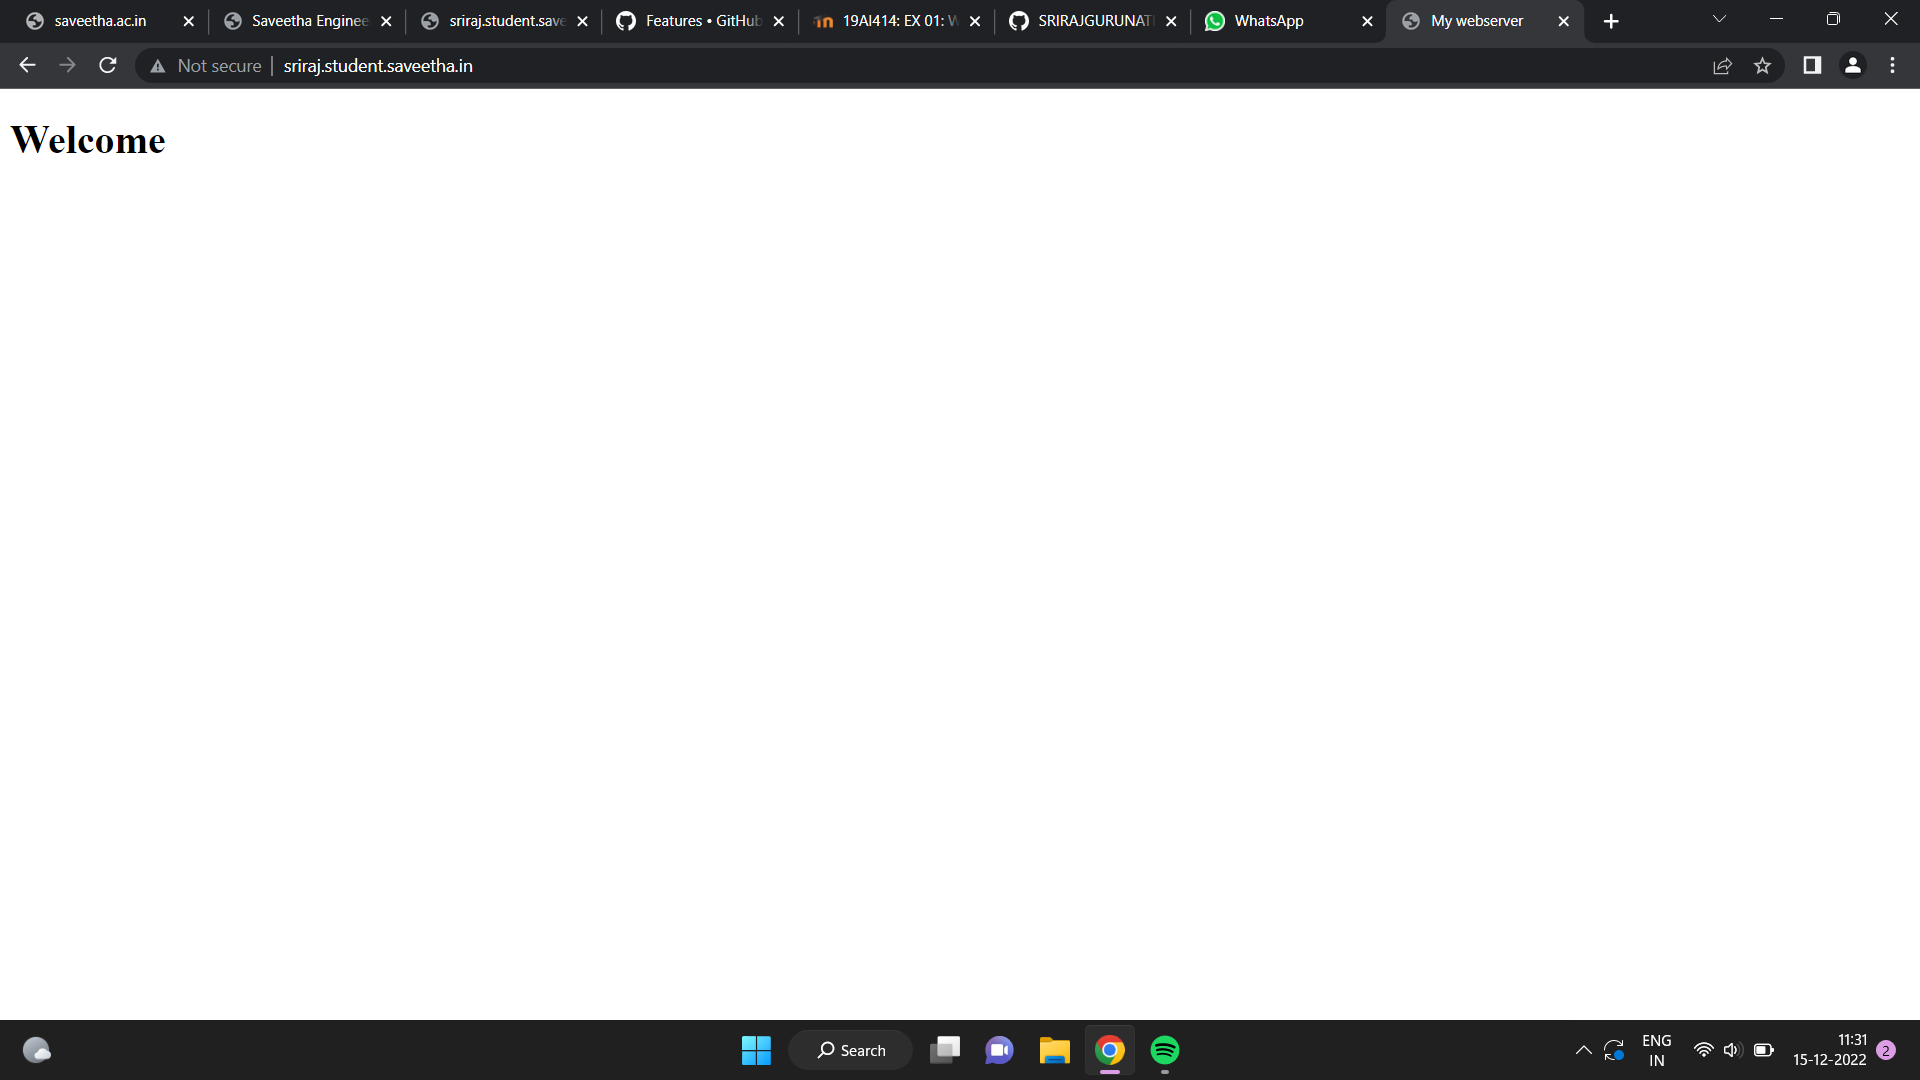 saveetha.ac.in
Saveetha Enginee
sriraj.student.save
Features • GitHub
19AI414: EX 01: W
SRIRAJGURUNAT
WhatsApp
My webserver
Not secure
sriraj.student.saveetha.in
Welcome
Search
ENG
IN
11:31
15-12-2022
2